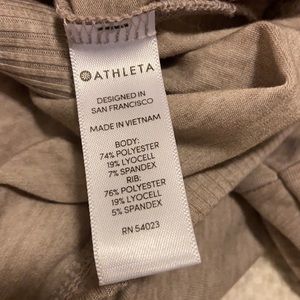 ATHLETA
DESIGNED IN
SAN FRANCISCO
MADE IN VIETNAM
BODY:
74% POLYESTER
19% LYOCELL
7% SPANDEX
RIB:
76% POLYESTER
19% LYOCELL
5% SPANDEX
RN 54023